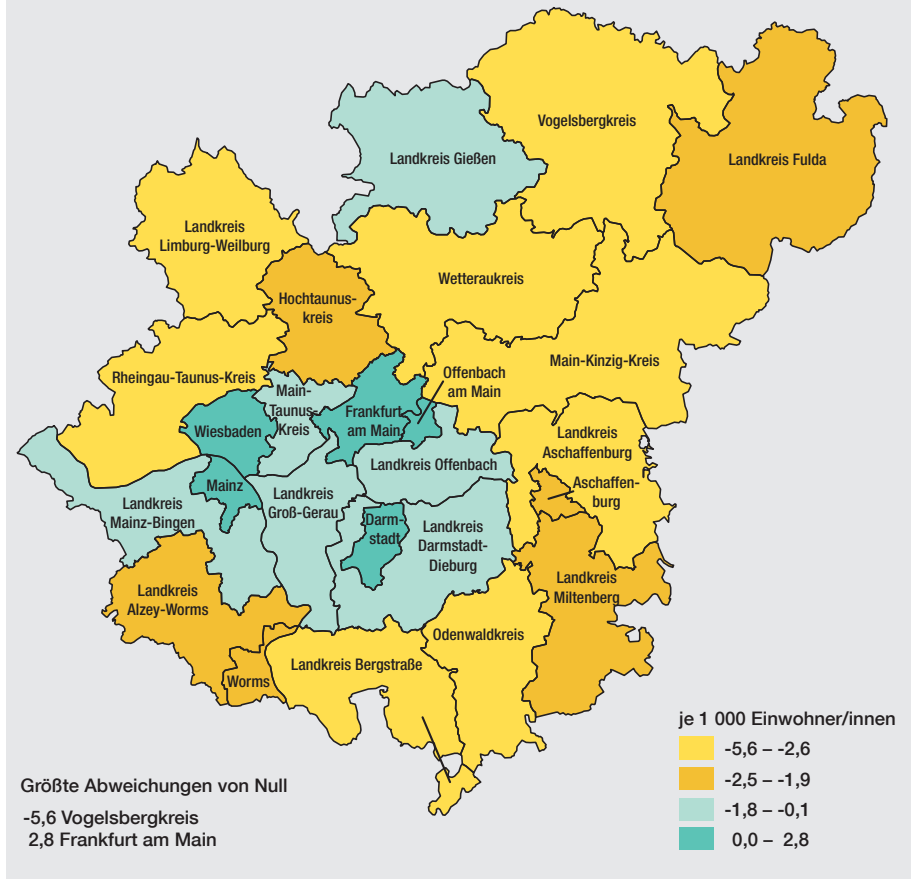 Vogelsbergkreis
Landkreis Gießen
Landkreis Fulda
Landkreis
Limburg-Weilburg
Wetteraukreis
Hochtaunus-
kreis
Main-Kinzig-Kreis
Offenbach
am Main
Rheingau-Taunus-Kreis
Main-
Taunus-
Kreis
Frankfurt
am Main
Wiesbaden
Landkreis
Aschaffenburg
Landkreis Offenbach
Aschaffen-
burg
Mainz
Landkreis
Groß-Gerau
Landkreis
Mainz-Bingen
Darm-
stadt
Landkreis
Darmstadt-
Dieburg
Landkreis
Miltenberg
Landkreis
Alzey-Worms
Odenwaldkreis
Landkreis Bergstraße
Worms
je 1 000 Einwohner/innen
-5,6 – -2,6
-2,5 – -1,9
-1,8 – -0,1
0,0 – 2,8
Größte Abweichungen von Null
-5,6 Vogelsbergkreis
2,8 Frankfurt am Main